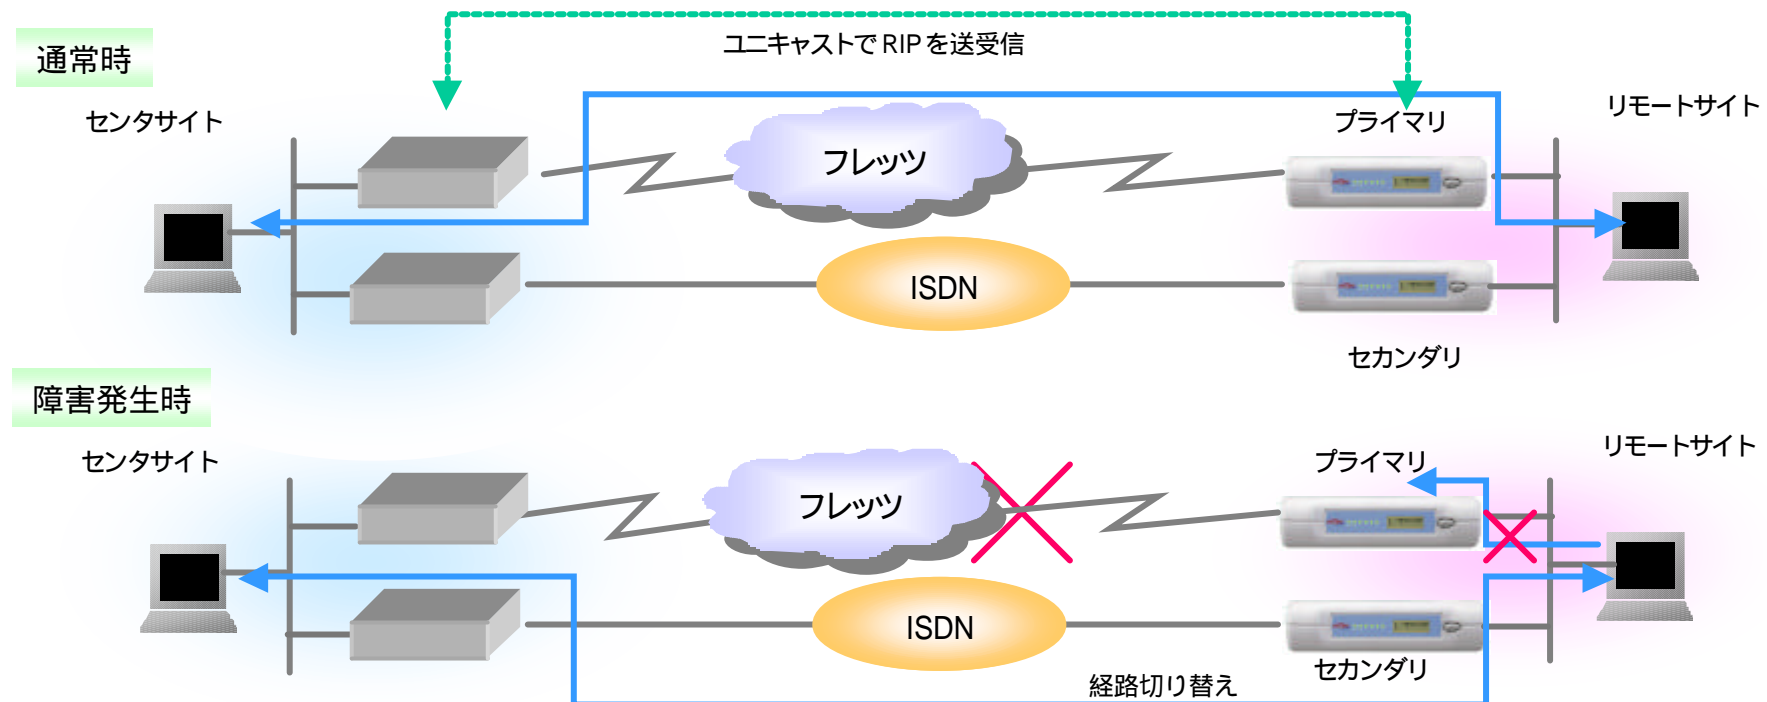 ユニキャストで RIP を送受信
通常時
センタサイト
プライマリ
リモートサイト
フレッツ
ISDN
セカンダリ
障害発生時
センタサイト
プライマリ
リモートサイト
フレッツ
ISDN
セカンダリ
経路切り替え